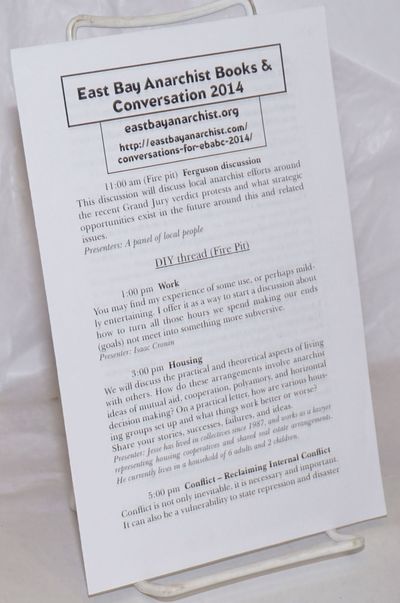 East Bay Anarchist Books &
Conversation 2014
eastbayanarchist.org
http://eastbayanarchist.com/
conversations-for-ebabc-2014/
11:00 am (Fire pit) Ferguson discussion
This discussion will discuss local anarchist efforts around
the recent Grand Jury verdict protests and what strategic
opportunities exist in the future around this and related
issues.
Presenters: A panel of local people
DIY thread (Fire Pit)
1:00 pm Work
You may find my experience of some use, or perhaps mild-
ly entertaining. I offer it as a way to start a discussion about
how to turn all those hours we spend making our ends
(goals) not meet into something more subversive.
Presenter: Isaac Cronin
3:00 pm Housing
We will discuss the practical and theoretical aspects of living
with others. How do these arrangements involve anarchist
ideas of mutual aid, cooperation, polyamory, and horizontal
decision making? On a practical letter, how are various hous-
ing groups set up and what things work better or worse?
Share your stories, successes, failures, and ideas.
Presenter: Jesse has lived in collectives since 1987, and works as a lawyer
representing housing cooperatives and shared real estate arrangements.
He currently lives in a household of 6 adults and 2 children.
5:00 pm Conflict – Reclaiming Internal Conflict
Conflict is not only inevitable, it is necessary and important.
It can also be a vulnerability to state repression and disaster